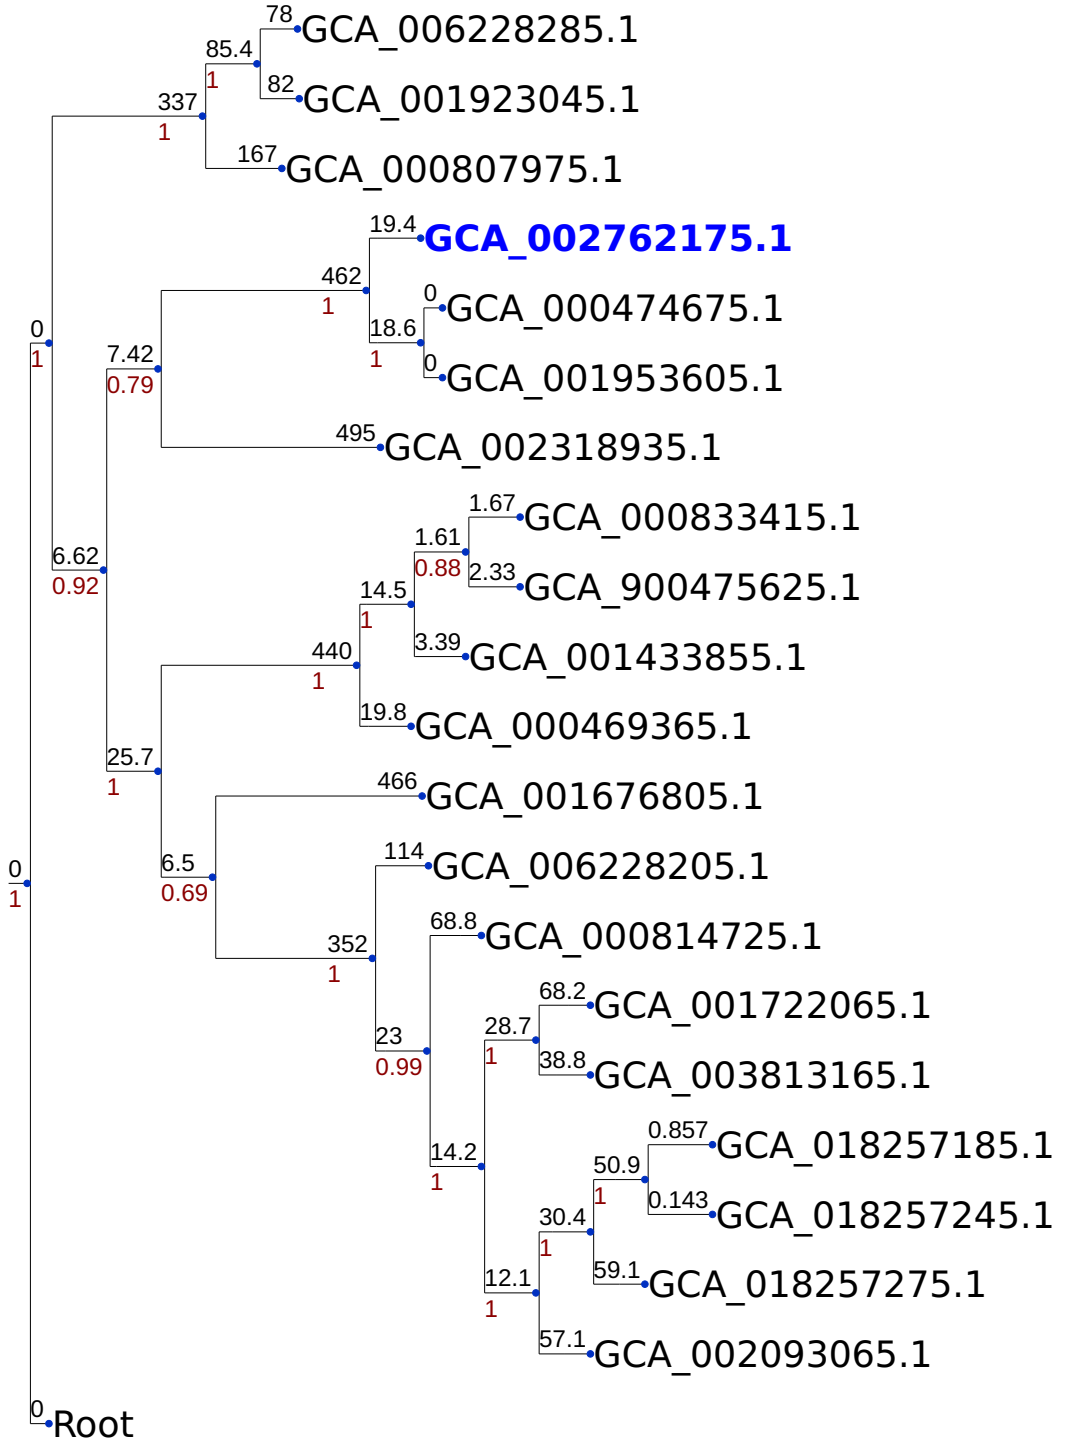 78
GCA_006228285.1
85.4
1
82
GCA_001923045.1
337
1
167
GCA_000807975.1
19.4
GCA_002762175.1
462
1
0
GCA_000474675.1
18.6
1
0
GCA_001953605.1
0
1
7.42
0.79
495
GCA_002318935.1
1.67
GCA_000833415.1
1.61
0.88
2.33
GCA_900475625.1
6.62
0.92
14.5
1
3.39
GCA_001433855.1
440
1
19.8
GCA_000469365.1
25.7
1
466
GCA_001676805.1
6.5
0.69
114
GCA_006228205.1
0
1
68.8
GCA_000814725.1
352
1
68.2
GCA_001722065.1
28.7
1
23
0.99
38.8
GCA_003813165.1
0.857
GCA_018257185.1
14.2
1
50.9
1
0.143
GCA_018257245.1
30.4
1
59.1
GCA_018257275.1
12.1
1
57.1
GCA_002093065.1
0
Root